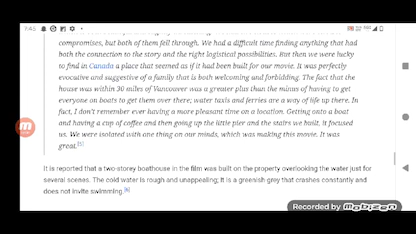 compromises, but both of them fell through. We had a difficult time finding anything that had
both the connection to the story and the right logistical possibilities. But then we were lucky
to find in Canada a place that seemed as if it had been built for our movie. It was perfectly
evocative and suggestive of a family that is both welcoming and forbidding. The fact that the
house was within 30 miles of Vancouver was a greater plus than the minus of having to get
everyone on boats to get them over there; water taxis and ferries are a way of life up there. In
fact, I don't remember ever having a more pleasant time on a location. Getting onto a boat
and having a cup of coffee and then going up the little pier and the stairs we built. It focused
us. We were isolated with one thing on our minds, which was making this movie. It was
great.[5]
It is reported that a two-storey boathouse in the film was built on the property overlooking the water just for
several scenes. The cold water is rough and unappealing; it is a greenish grey that crashes constantly and
does not invite swimming.[6]
Recorded by Mobizen